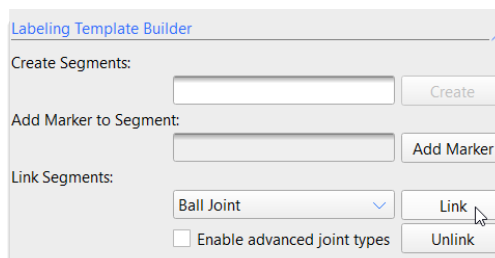 Labeling Template Builder
Create Segments:
Create
Add Marker to Segment:
Add Marker
Link Segments:
Ball Joint Link
Enable advanced joint types Unlink